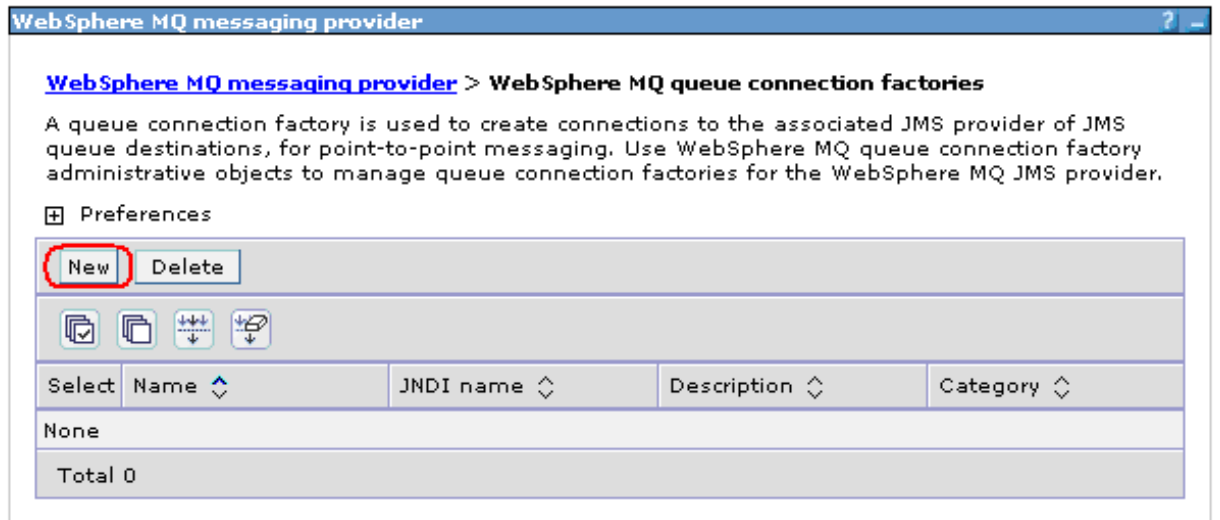 WebSphere MQ messaging provider ? _
WebSphere MQ messaging provider > WebSphere MQ queue connection factories
A queue connection factory is used to create connections to the associated JMS provider of JMS
queue destinations, for point-to-point messaging. Use WebSphere MQ queue connection factory
administrative objects to manage queue connection factories for the WebSphere MQ JMS provider.
Preferences
New Delete
Select Name JNDI name Description Category
None
Total 0